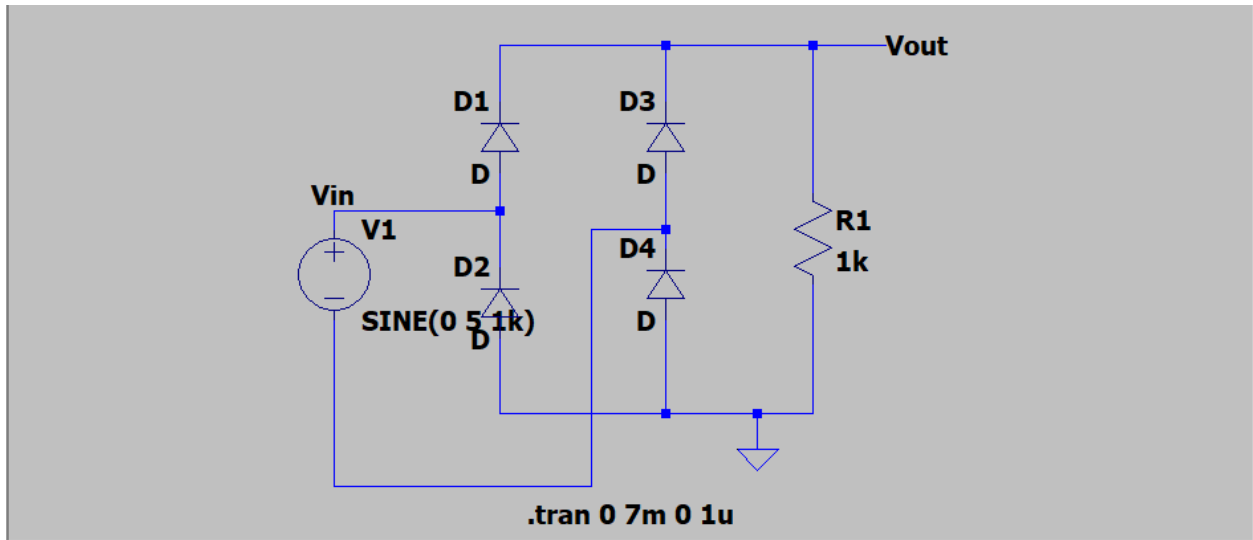 Vout
D1
D3
D
D
Vin
V1
R1
D4
1k
D2
SINE(0 5 1k)
D
D
.tran 0 7m 0 1u